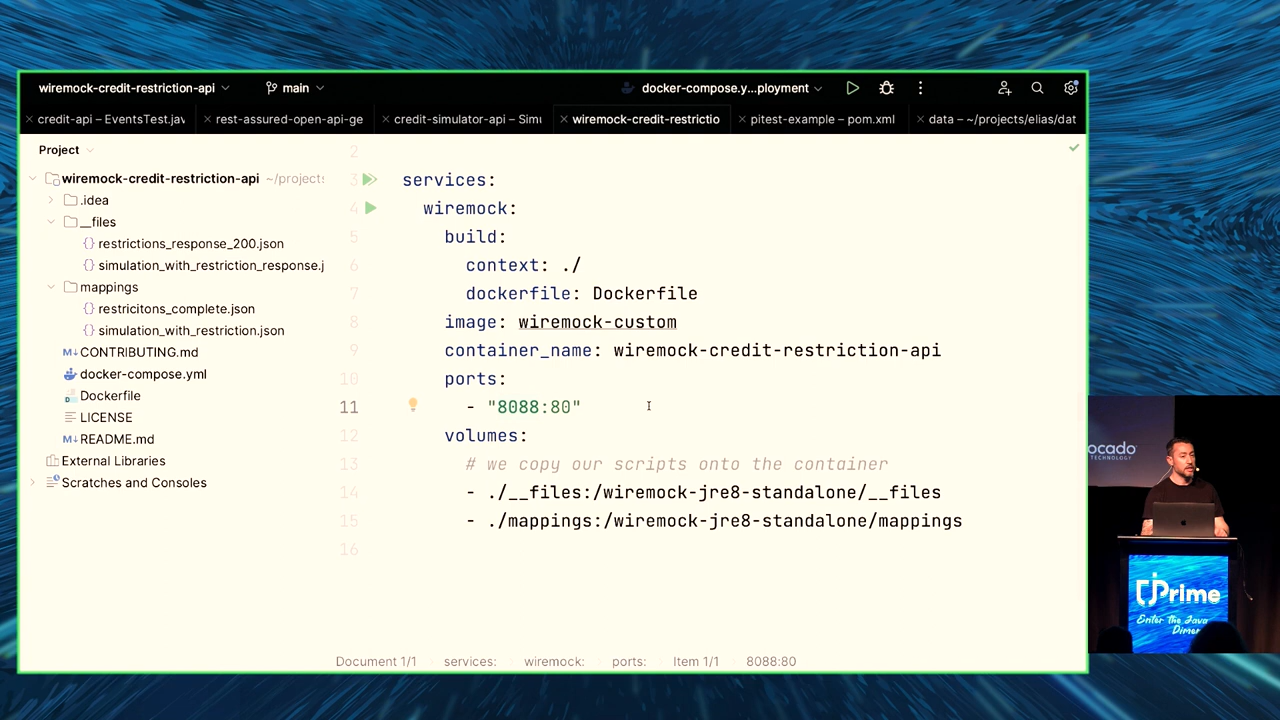 wiremock-credit-restriction-api
main
docker-compose.y...ployment
credit-api – EventsTest.jav
rest-assured-open-api-ge
credit-simulator-api – Simu
wiremock-credit-restrictio
pitest-example – pom.xml
data – ~/projects/elias/dat
Project
wiremock-credit-restriction-api ~/projects
.idea
__files
restrictions_response_200.json
simulation_with_restriction_response.j
mappings
restricitons_complete.json
simulation_with_restriction.json
CONTRIBUTING.md
docker-compose.yml
Dockerfile
LICENSE
README.md
External Libraries
Scratches and Consoles
2
3 services:
4 wiremock:
5 build:
6 context: ./
7 dockerfile: Dockerfile
8 image: wiremock-custom
9 container_name: wiremock-credit-restriction-api
10 ports:
11 - "8088:80"
12 volumes:
13 # we copy our scripts onto the container
14 - ./__files:/wiremock-jre8-standalone/__files
15 - ./mappings:/wiremock-jre8-standalone/mappings
16
Document 1/1 services: wiremock: ports: Item 1/1 8088:80
ocado
TECHNOLOGY
jPrime
Enter the Java